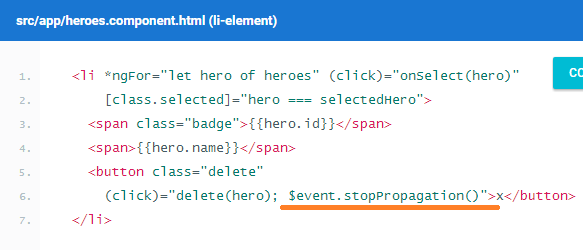 src/app/heroes.component.html (li-element)
1. <li *ngFor="let hero of heroes" (click)="onSelect(hero)"
CO
2. [class.selected]="hero === selectedHero">
3. <span class="badge">{{hero.id}}</span>
4. <span>{{hero.name}}</span>
5. <button class="delete"
6. (click)="delete(hero); $event.stopPropagation()">x</button>
7. </li>